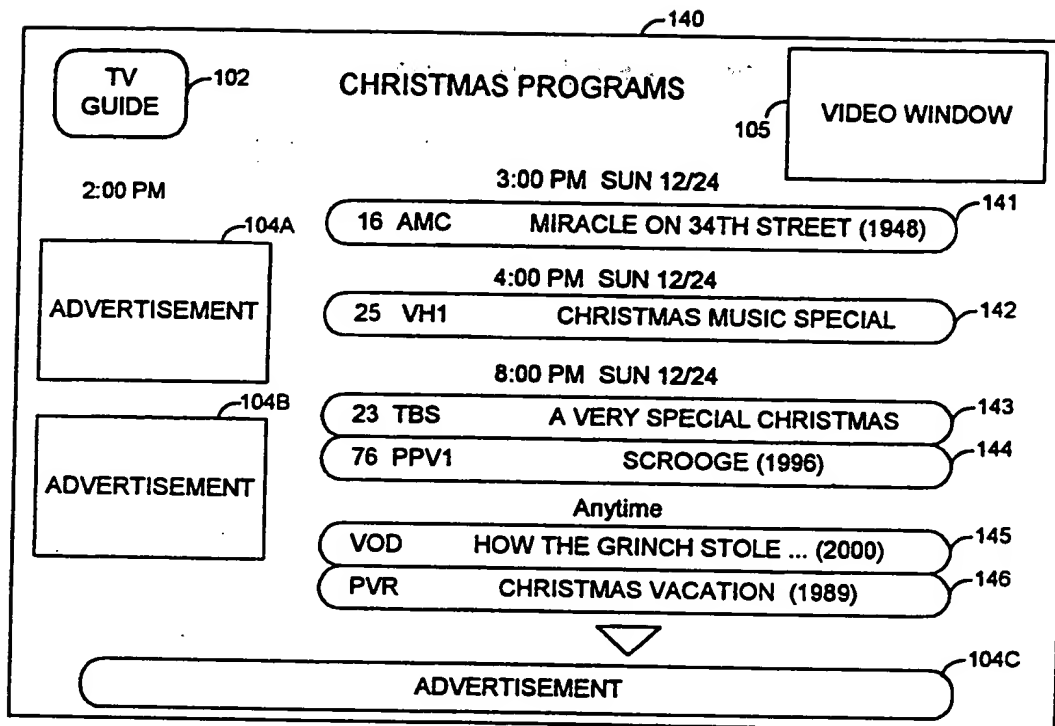 140
TV
GUIDE
102
CHRISTMAS PROGRAMS
105
VIDEO WINDOW
2:00 PM
3:00 PM SUN 12/24
141
16 AMC MIRACLE ON 34TH STREET (1948)
104A
ADVERTISEMENT
4:00 PM SUN 12/24
142
25 VH1 CHRISTMAS MUSIC SPECIAL
8:00 PM SUN 12/24
104B
ADVERTISEMENT
23 TBS A VERY SPECIAL CHRISTMAS
143
76 PPV1 SCROOGE (1996)
144
Anytime
VOD HOW THE GRINCH STOLE ... (2000)
145
PVR CHRISTMAS VACATION (1989)
146
104C
ADVERTISEMENT